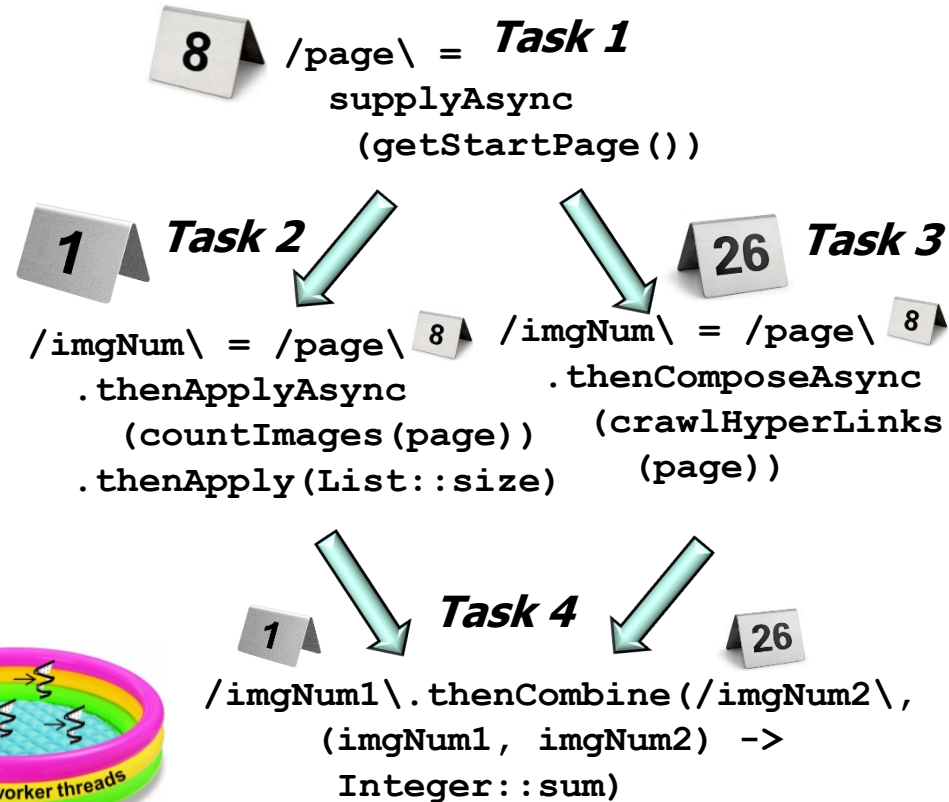 8 /page\ = Task 1
supplyAsync
(getStartPage())
1 Task 2
26 Task 3
/imgNum\ = /page\ 8
.thenApplyAsync
(countImages(page))
.thenApply(List::size)
/imgNum\ = /page\ 8
.thenComposeAsync
(crawlHyperLinks
(page))
Task 4
1
26
/imgNum1\.thenCombine(/imgNum2\,
(imgNum1, imgNum2) ->
Integer::sum)
worker threads